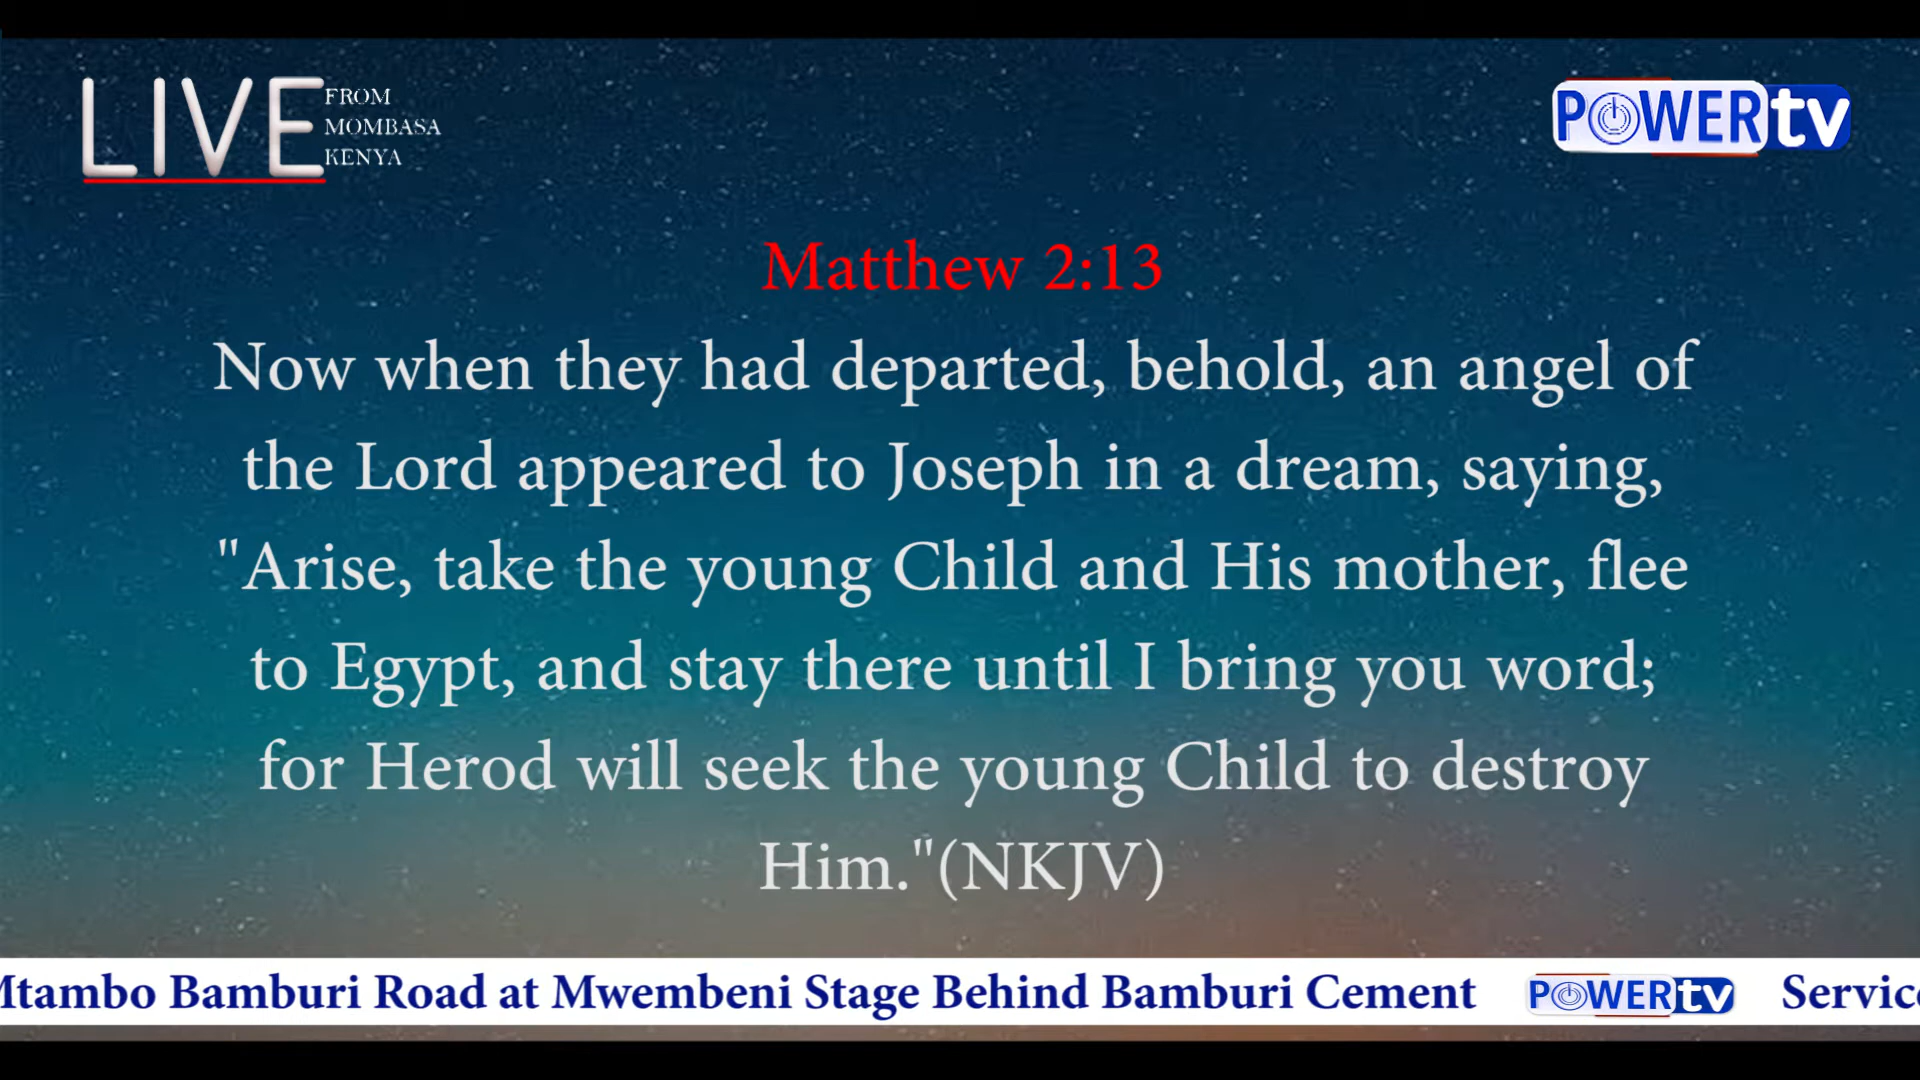 LIVE
FROM
MOMBASA
KENYA
POWERtv
Matthew 2:13
Now when they had departed, behold, an angel of
the Lord appeared to Joseph in a dream, saying,
"Arise, take the young Child and His mother, flee
to Egypt, and stay there until I bring you word;
for Herod will seek the young Child to destroy
Him."(NKJV)
Mtambo Bamburi Road at Mwembeni Stage Behind Bamburi Cement POWERtv